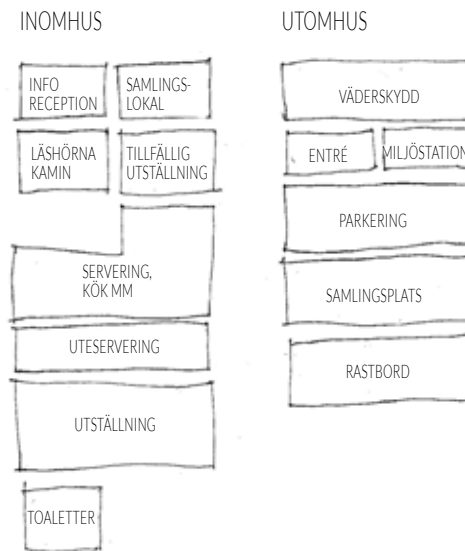 INOMHUS
INFO
RECEPTION
SAMLINGS-
LOKAL
LÄSHÖRNA
KAMIN
TILLFÄLLIG
UTSTÄLLNING
SERVERING,
KÖK MM
UTESERVERING
UTSTÄLLNING
TOALETTER
UTOMHUS
VÄDERSKYDD
ENTRÉ
MILJÖSTATION
PARKERING
SAMLINGSPLATS
RASTBORD